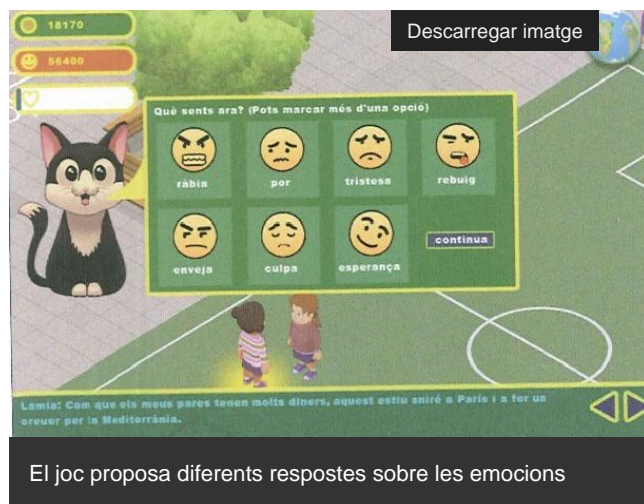 18170
Descarregar imatge
56400
Què sents ara? (Pots marcar més d'una opció)
ràbia
por
tristesa
rebuig
enveja
culpa
esperança
continua
Lamia: Com que els meus pares tenen molts diners, aquest estiu aniré a París i a fer un
creuer per la Mediterrània.
El joc proposa diferents respostes sobre les emocions